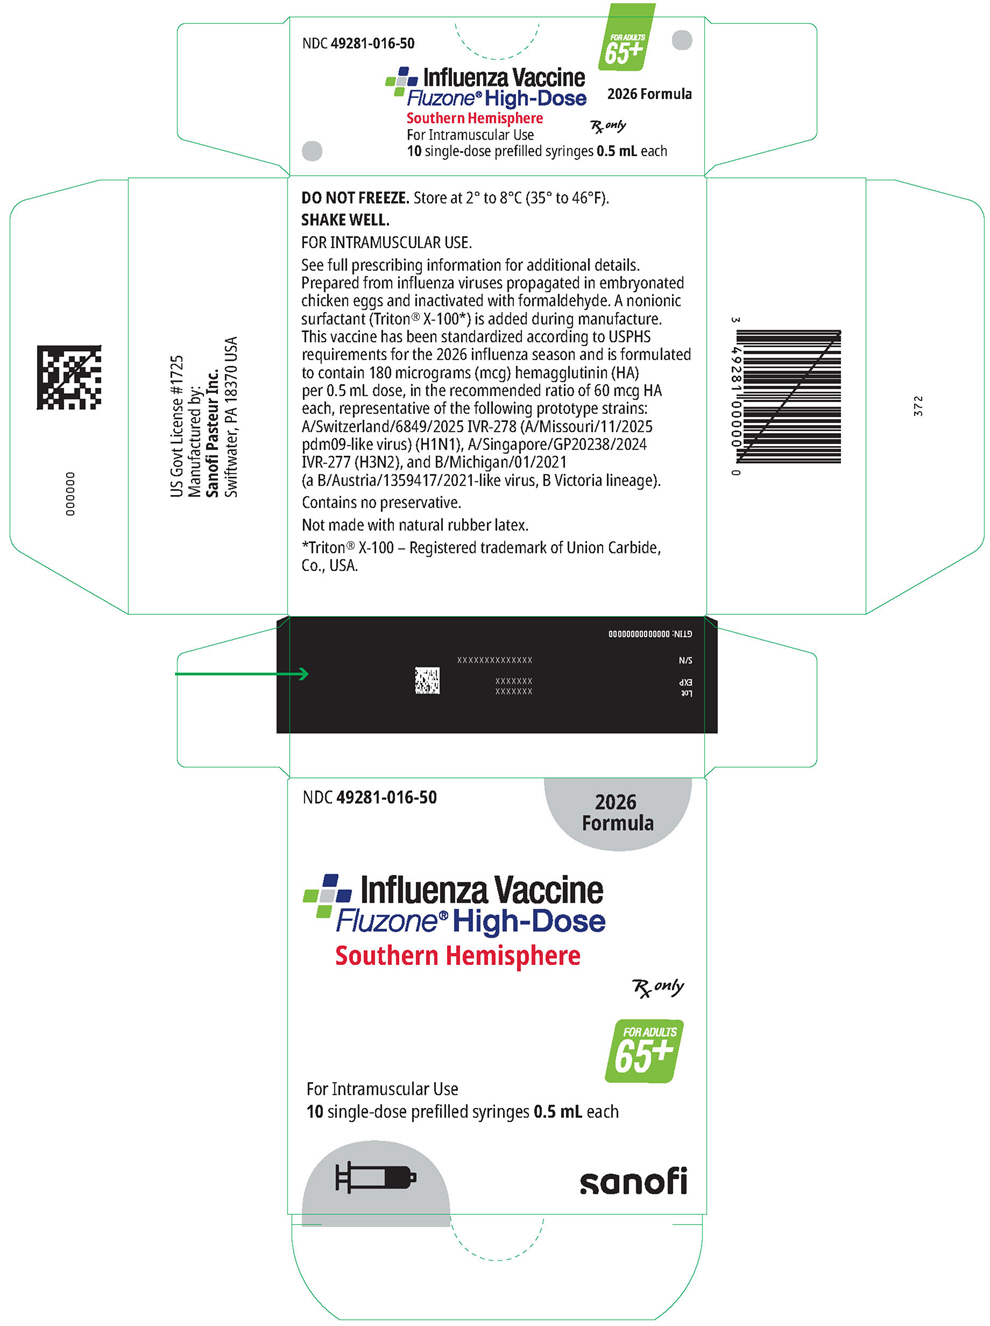 NDC 49281-016-50
FOR ADULTS
65+
Influenza Vaccine
Fluzone® High-Dose
2026 Formula
Southern Hemisphere
For Intramuscular Use
Rx only
10 single-dose prefilled syringes 0.5 mL each
DO NOT FREEZE. Store at 2° to 8°C (35° to 46°F).
SHAKE WELL.
FOR INTRAMUSCULAR USE.
See full prescribing information for additional details.
Prepared from influenza viruses propagated in embryonated
chicken eggs and inactivated with formaldehyde. A nonionic
surfactant (Triton® X-100*) is added during manufacture.
This vaccine has been standardized according to USPHS
requirements for the 2026 influenza season and is formulated
to contain 180 micrograms (mcg) hemagglutinin (HA)
per 0.5 mL dose, in the recommended ratio of 60 mcg HA
each, representative of the following prototype strains:
A/Switzerland/6849/2025 IVR-278 (A/Missouri/11/2025
pdm09-like virus) (H1N1), A/Singapore/GP20238/2024
IVR-277 (H3N2), and B/Michigan/01/2021
(a B/Austria/1359417/2021-like virus, B Victoria lineage).
Contains no preservative.
Not made with natural rubber latex.
*Triton® X-100 – Registered trademark of Union Carbide,
Co., USA.
000000
US Govt License #1725
Manufactured by:
Sanofi Pasteur Inc.
Swiftwater, PA 18370 USA
3 49281 00000 0
372
GTIN: 00000000000000
S/N XXXXXXXXXXXXXX
EXP XXXXXXX
Lot XXXXXXX
NDC 49281-016-50
2026
Formula
Influenza Vaccine
Fluzone® High-Dose
Southern Hemisphere
Rx only
FOR ADULTS
65+
For Intramuscular Use
10 single-dose prefilled syringes 0.5 mL each
sanofi